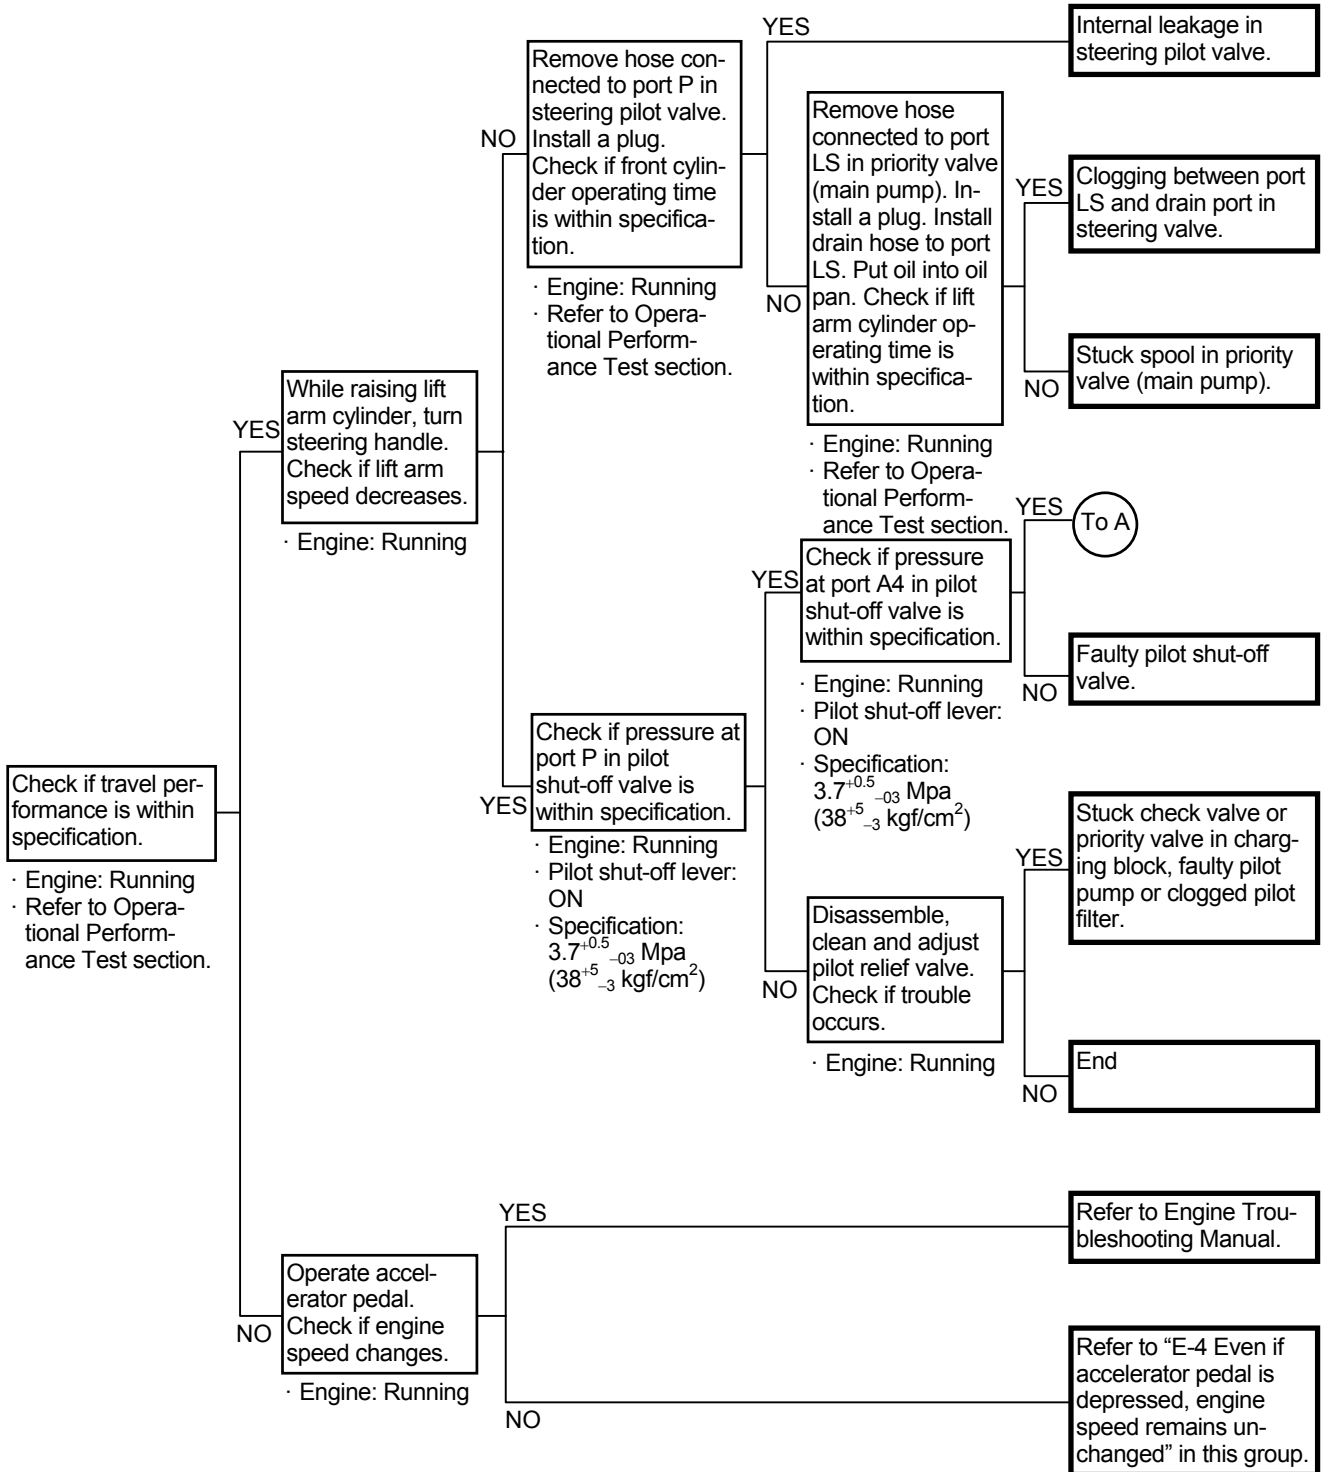 YES
Internal leakage in
steering pilot valve.
NO
Remove hose con-
nected to port P in
steering pilot valve.
Install a plug.
Check if front cylin-
der operating time
is within specifica-
tion.
· Engine: Running
· Refer to Opera-
tional Perform-
ance Test section.
NO
Remove hose
connected to port
LS in priority valve
(main pump). In-
stall a plug. Install
drain hose to port
LS. Put oil into oil
pan. Check if lift
arm cylinder op-
erating time is
within specifica-
tion.
· Engine: Running
· Refer to Opera-
tional Perform-
ance Test section.
YES
Clogging between port
LS and drain port in
steering valve.
NO
Stuck spool in priority
valve (main pump).
YES
While raising lift
arm cylinder, turn
steering handle.
Check if lift arm
speed decreases.
· Engine: Running
YES
Check if pressure
at port A4 in pilot
shut-off valve is
within specification.
· Engine: Running
· Pilot shut-off lever:
ON
· Specification:
3.7+0.5 –03 Mpa
(38+5 –3 kgf/cm2)
YES
To A
NO
Faulty pilot shut-off
valve.
YES
Check if pressure at
port P in pilot
shut-off valve is
within specification.
· Engine: Running
· Pilot shut-off lever:
ON
· Specification:
3.7+0.5 –03 Mpa
(38+5 –3 kgf/cm2)
NO
Disassemble,
clean and adjust
pilot relief valve.
Check if trouble
occurs.
· Engine: Running
YES
Stuck check valve or
priority valve in charg-
ing block, faulty pilot
pump or clogged pilot
filter.
NO
End
Check if travel per-
formance is within
specification.
· Engine: Running
· Refer to Opera-
tional Perform-
ance Test section.
NO
Operate accel-
erator pedal.
Check if engine
speed changes.
· Engine: Running
YES
Refer to Engine Trou-
bleshooting Manual.
NO
Refer to “E-4 Even if
accelerator pedal is
depressed, engine
speed remains un-
changed” in this group.